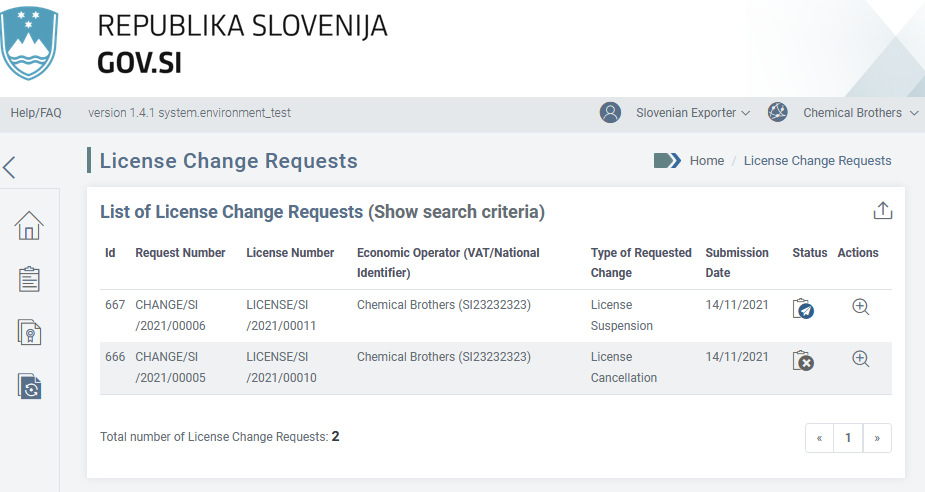 REPUBLIKA SLOVENIJA
GOV.SI
Help/FAQ version 1.4.1 system.environment_test Slovenian Exporter Chemical Brothers
License Change Requests Home / License Change Requests
List of License Change Requests (Show search criteria)
Id Request Number License Number Economic Operator (VAT/National Type of Requested Submission Status Actions
Identifier) Change Date
667 CHANGE/SI LICENSE/SI Chemical Brothers (SI23232323) License 14/11/2021
/2021/00006 /2021/00011 Suspension
666 CHANGE/SI LICENSE/SI Chemical Brothers (SI23232323) License 14/11/2021
/2021/00005 /2021/00010 Cancellation
Total number of License Change Requests: 2 « 1 »